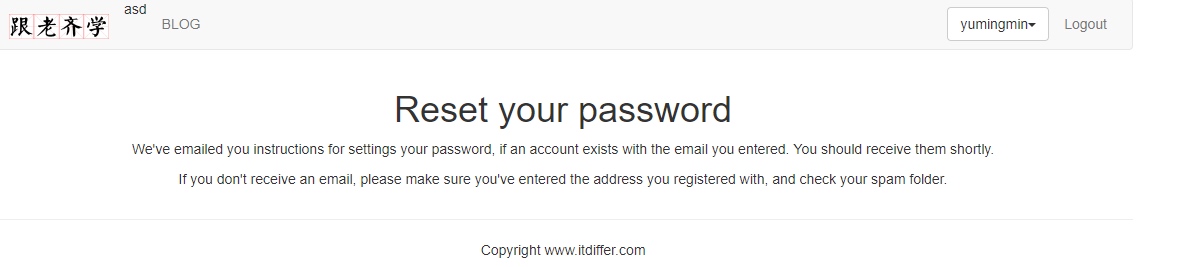 跟老齐学
asd
BLOG
yumingmin
Logout
Reset your password
We've emailed you instructions for settings your password, if an account exists with the email you entered. You should receive them shortly.
If you don't receive an email, please make sure you've entered the address you registered with, and check your spam folder.
Copyright www.itdiffer.com